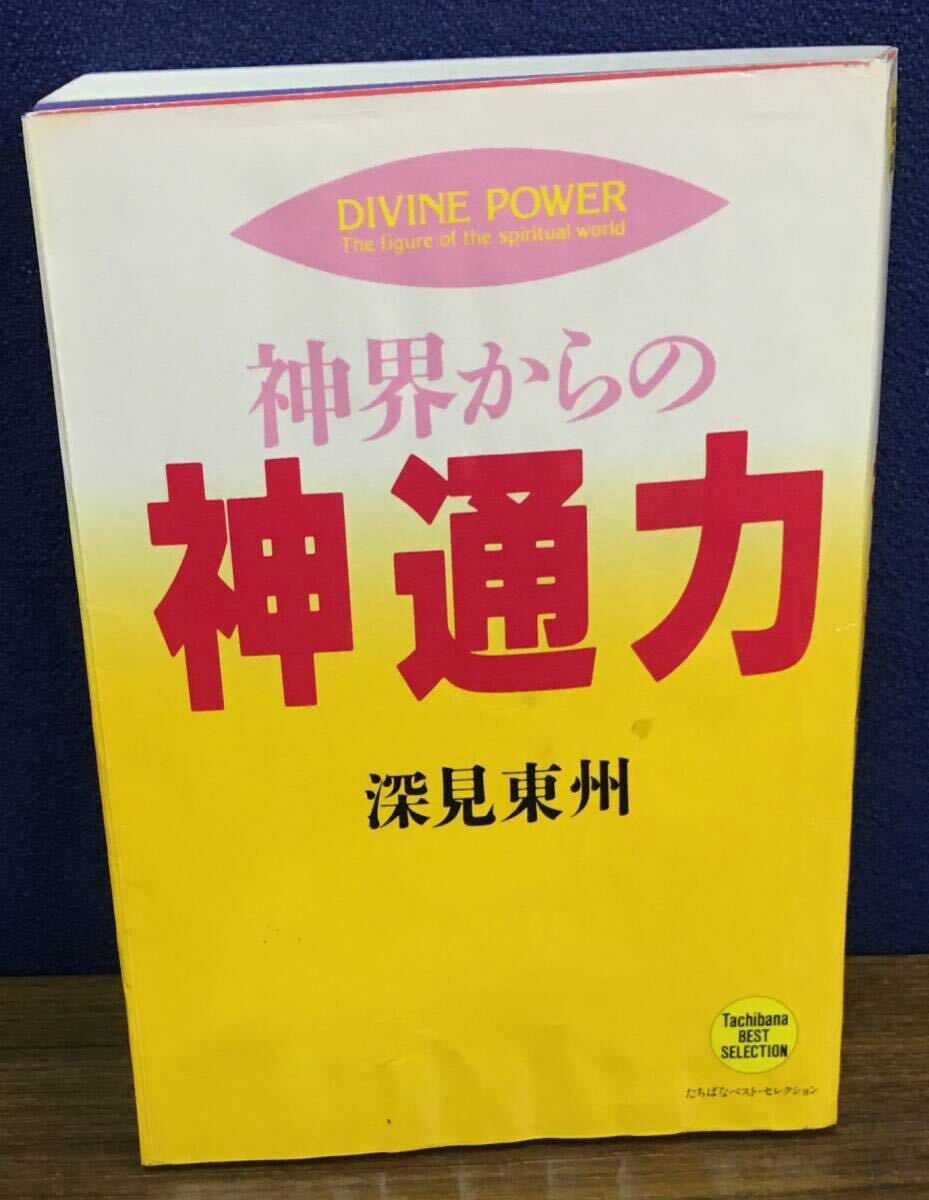 DIVINE POWER
The figure of the spiritual world
神界からの
神通力
深見東州
Tachibana
BEST
SELECTION
たちばなベスト・セレクション